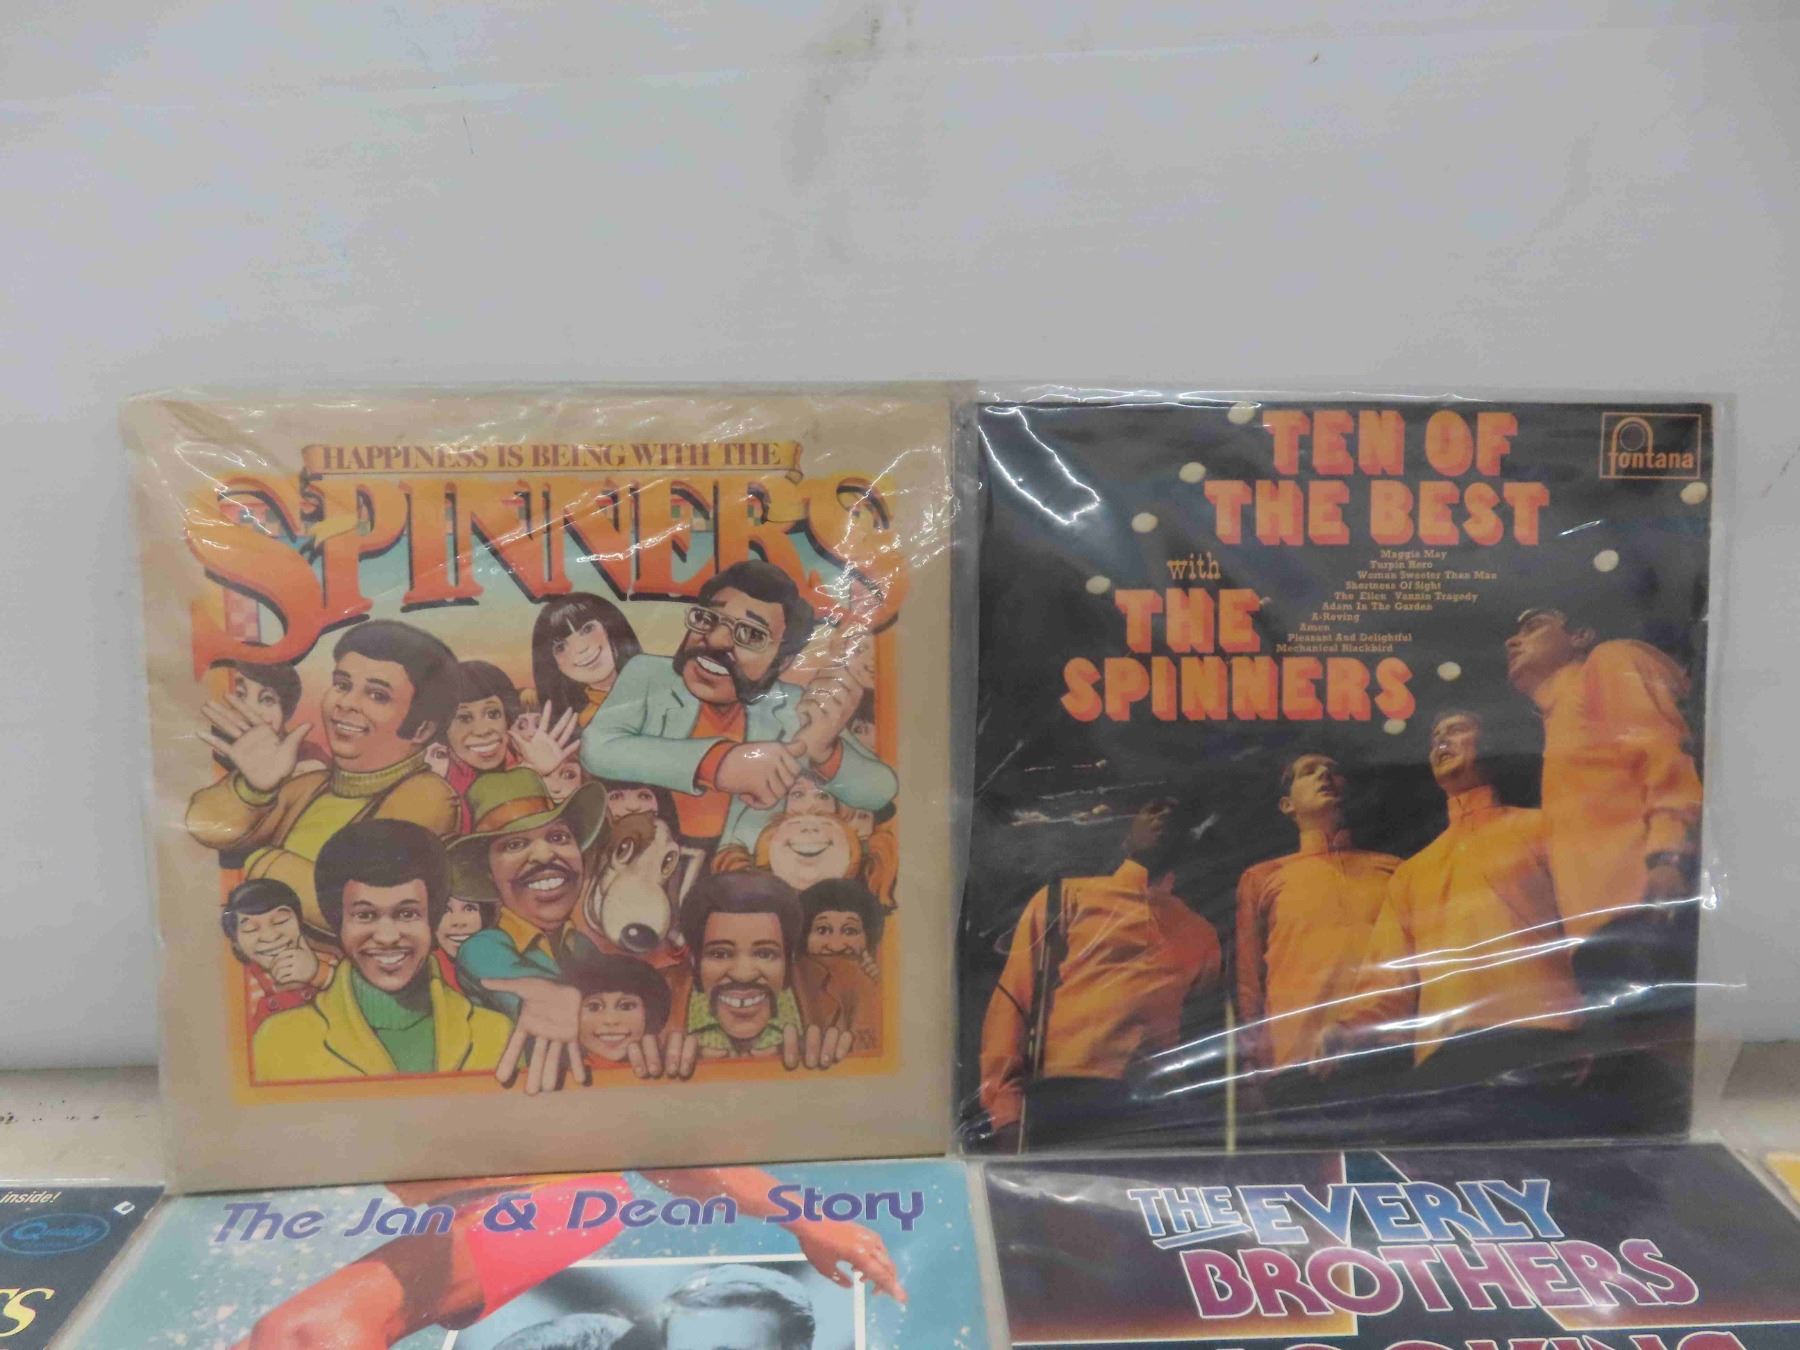 HAPPINESS IS BEING WITH THE
SPINNERS
TEN OF
THE BEST
fontana
with
THE
SPINNERS
Maggie May
Turpin Hero
Woman Sweeter Than Man
Shortness Of Sight
The Ellen Vannin Tragedy
Adam In The Garden
A-Roving
Amen
Pleasant And Delightful
Mechanical Blackbird
inside!
Quality
The Jan & Dean Story
THE EVERLY
BROTHERS